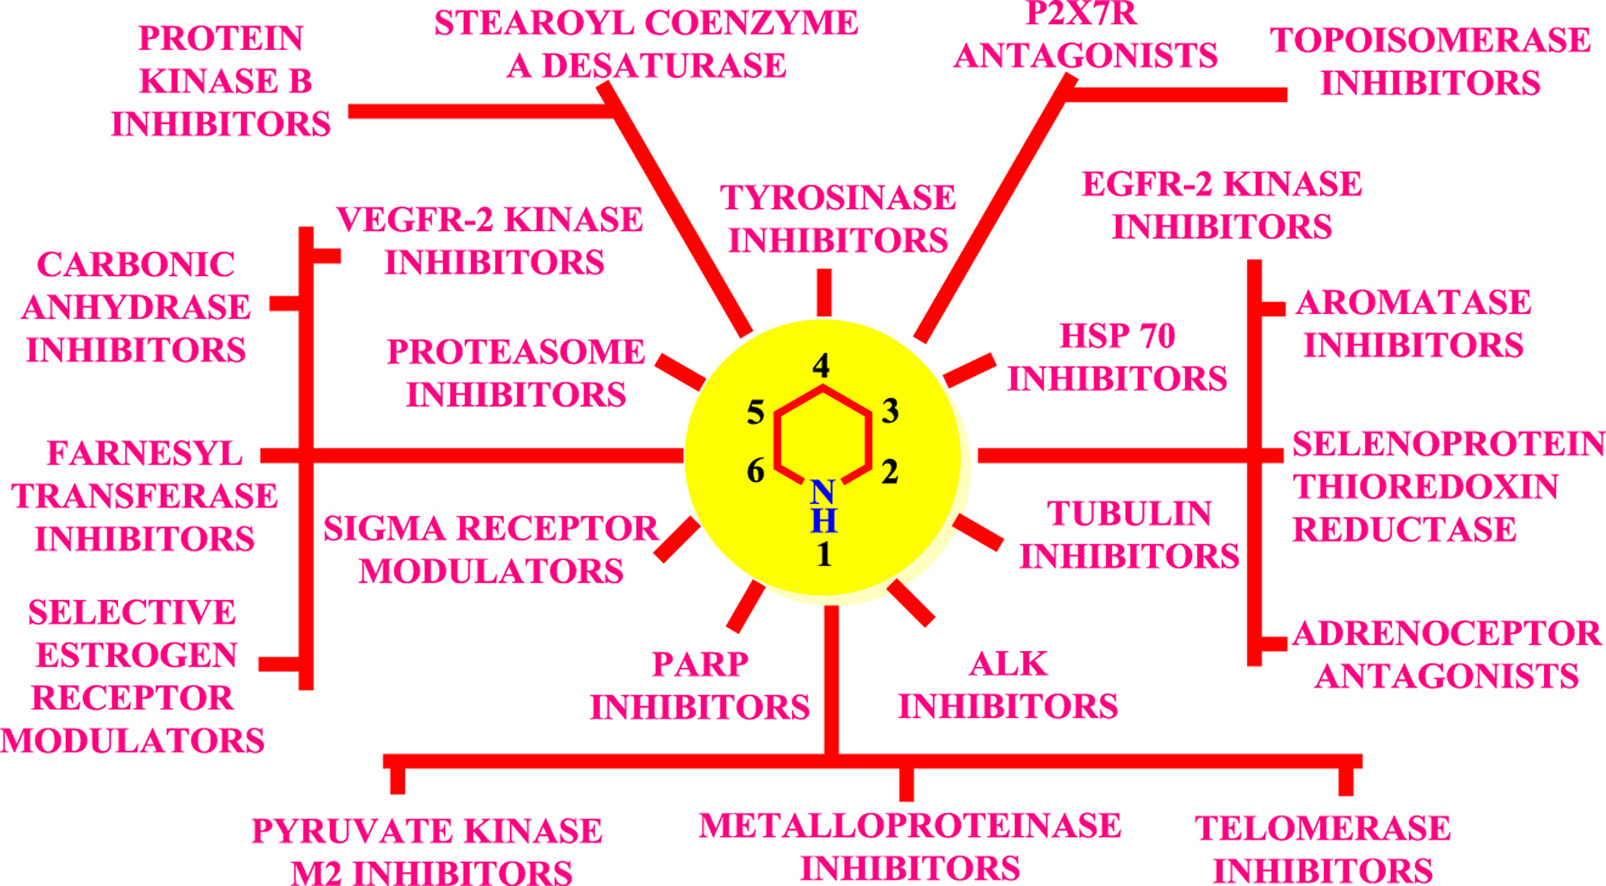 PROTEIN
KINASE B
INHIBITORS
STEAROYL COENZYME
A DESATURASE
P2X7R
ANTAGONISTS
TOPOISOMERASE
INHIBITORS
VEGFR-2 KINASE
INHIBITORS
TYROSINASE
INHIBITORS
EGFR-2 KINASE
INHIBITORS
CARBONIC
ANHYDRASE
INHIBITORS
PROTEASOME
INHIBITORS
HSP 70
INHIBITORS
AROMATASE
INHIBITORS
4
5
3
6
2
N
H
1
FARNESYL
TRANSFERASE
INHIBITORS
SIGMA RECEPTOR
MODULATORS
TUBULIN
INHIBITORS
SELENOPROTEIN
THIOREDOXIN
REDUCTASE
SELECTIVE
ESTROGEN
RECEPTOR
MODULATORS
PARP
INHIBITORS
ALK
INHIBITORS
ADRENOCEPTOR
ANTAGONISTS
PYRUVATE KINASE
M2 INHIBITORS
METALLOPROTEINASE
INHIBITORS
TELOMERASE
INHIBITORS